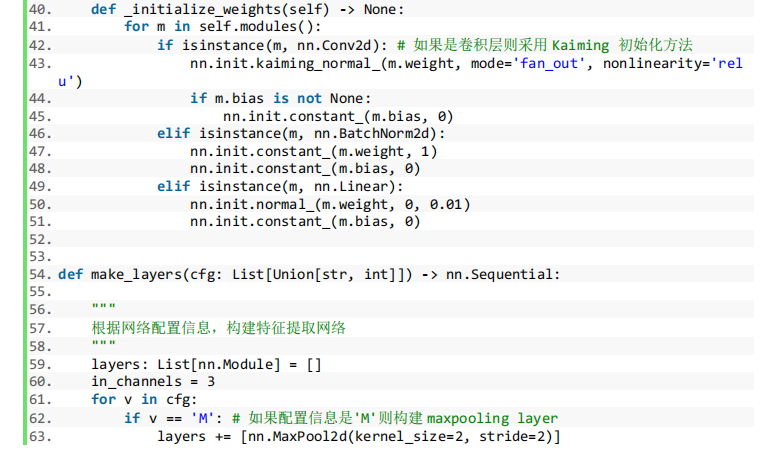 40.     def _initialize_weights(self) -> None:
41.         for m in self.modules():
42.             if isinstance(m, nn.Conv2d): # 如果是卷积层则采用 Kaiming 初始化方法
43.                 nn.init.kaiming_normal_(m.weight, mode='fan_out', nonlinearity='rel
u')
44.                 if m.bias is not None:
45.                     nn.init.constant_(m.bias, 0)
46.             elif isinstance(m, nn.BatchNorm2d):
47.                 nn.init.constant_(m.weight, 1)
48.                 nn.init.constant_(m.bias, 0)
49.             elif isinstance(m, nn.Linear):
50.                 nn.init.normal_(m.weight, 0, 0.01)
51.                 nn.init.constant_(m.bias, 0)
52.
53.
54. def make_layers(cfg: List[Union[str, int]]) -> nn.Sequential:
55.
56.     """
57.     根据网络配置信息，构建特征提取网络
58.     """
59.     layers: List[nn.Module] = []
60.     in_channels = 3
61.     for v in cfg:
62.         if v == 'M': # 如果配置信息是'M'则构建 maxpooling layer
63.             layers += [nn.MaxPool2d(kernel_size=2, stride=2)]